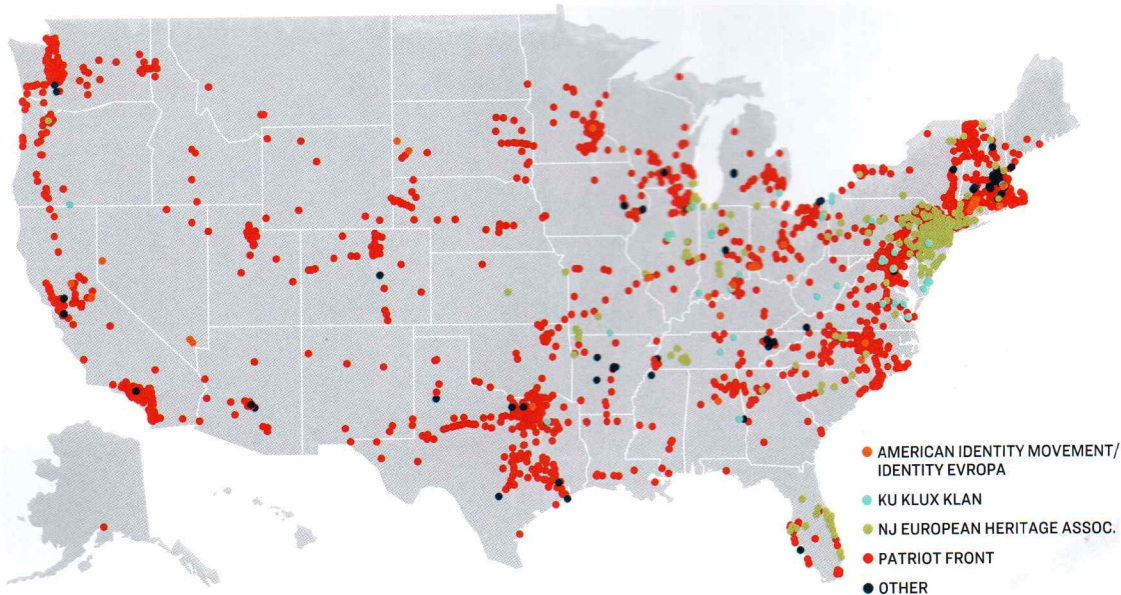 AMERICAN IDENTITY MOVEMENT/
IDENTITY EVROPA
KU KLUX KLAN
NJ EUROPEAN HERITAGE ASSOC.
PATRIOT FRONT
OTHER